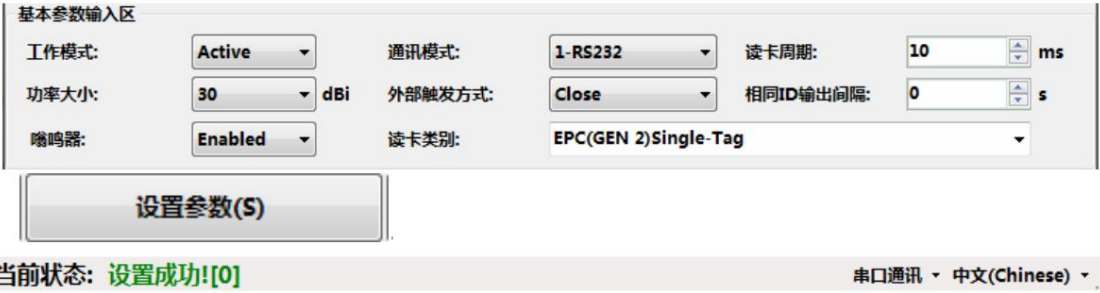 基本参数输入区
工作模式: Active 通讯模式: 1-RS232 读卡周期: 10 ms
功率大小: 30 dBi 外部触发方式: Close 相同ID输出间隔: 0 s
嗡鸣器: Enabled 读卡类别: EPC(GEN 2)Single-Tag
设置参数(S)
当前状态: 设置成功![0] 串口通讯 中文(Chinese)